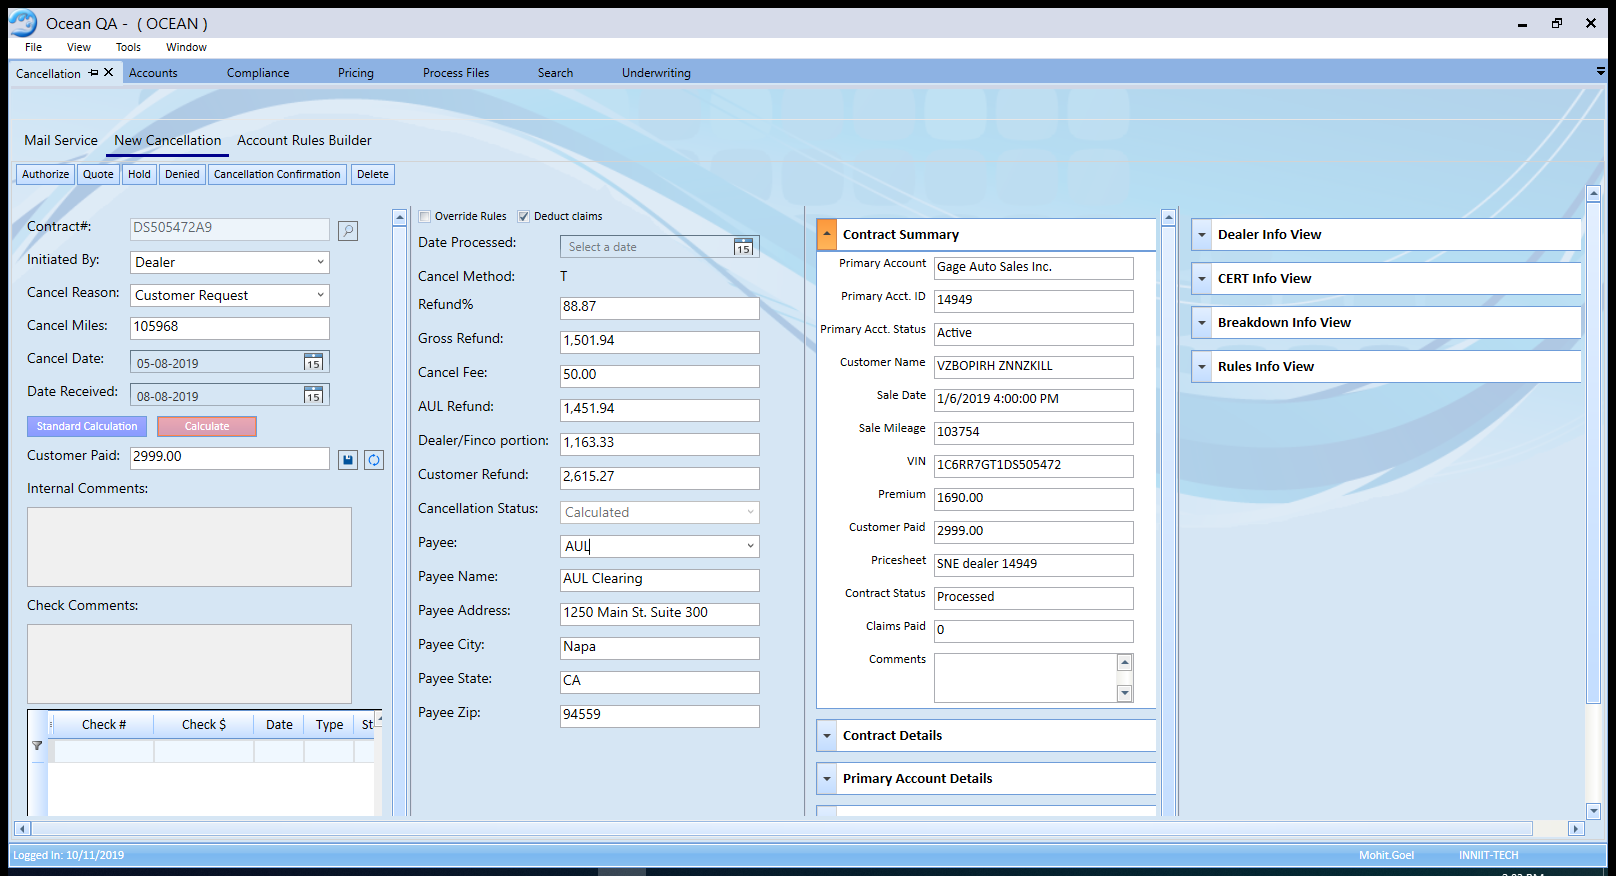 Ocean QA - ( OCEAN )
File View Tools Window
Cancellation Accounts Compliance Pricing Process Files Search Underwriting
Mail Service New Cancellation Account Rules Builder
Authorize Quote Hold Denied Cancellation Confirmation Delete
Contract#: DS505472A9
Initiated By: Dealer
Cancel Reason: Customer Request
Cancel Miles: 105968
Cancel Date: 05-08-2019 15
Date Received: 08-08-2019 15
Standard Calculation Calculate
Customer Paid: 2999.00
Internal Comments:
Check Comments:
Check # Check $ Date Type St
Override Rules Deduct claims
Date Processed: Select a date 15
Cancel Method: T
Refund% 88.87
Gross Refund: 1,501.94
Cancel Fee: 50.00
AUL Refund: 1,451.94
Dealer/Finco portion: 1,163.33
Customer Refund: 2,615.27
Cancellation Status: Calculated
Payee: AUL
Payee Name: AUL Clearing
Payee Address: 1250 Main St. Suite 300
Payee City: Napa
Payee State: CA
Payee Zip: 94559
Contract Summary
Primary Account Gage Auto Sales Inc.
Primary Acct. ID 14949
Primary Acct. Status Active
Customer Name VZBOPIRH ZNNZKILL
Sale Date 1/6/2019 4:00:00 PM
Sale Mileage 103754
VIN 1C6RR7GT1DS505472
Premium 1690.00
Customer Paid 2999.00
Pricesheet SNE dealer 14949
Contract Status Processed
Claims Paid 0
Comments
Contract Details
Primary Account Details
Dealer Info View
CERT Info View
Breakdown Info View
Rules Info View
Logged In: 10/11/2019 Mohit.Goel INNIIT-TECH